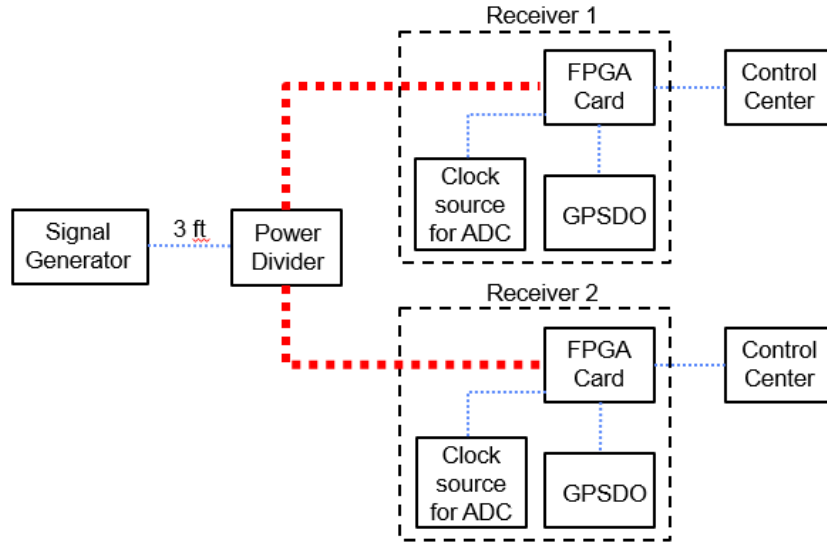 Receiver 1
FPGA
Card
Control
Center
Clock
source
for ADC
GPSDO
Signal
Generator
3 ft
Power
Divider
Receiver 2
FPGA
Card
Control
Center
Clock
source
for ADC
GPSDO